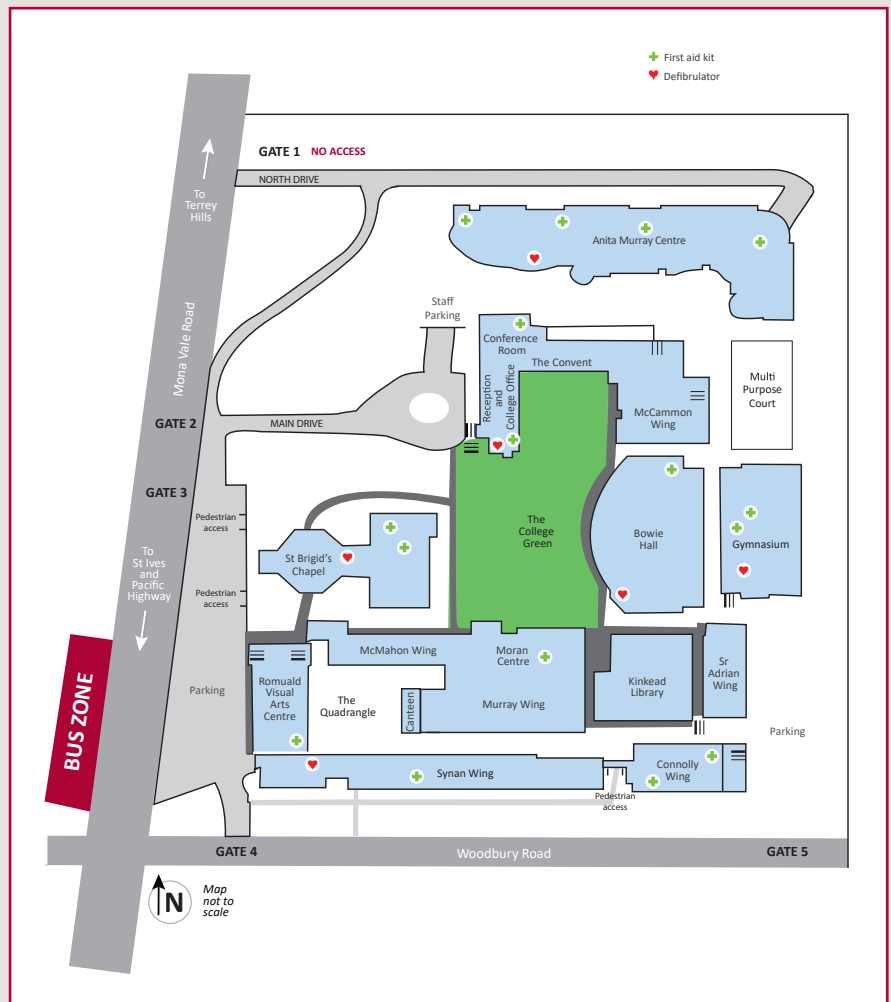 First aid kit
Defibrulator
GATE 1 NO ACCESS
NORTH DRIVE
To
Terrey
Hills
Anita Murray Centre
Mona Vale Road
Staff
Parking
Conference
Room
The Convent
Reception
and
College Office
McCammon
Wing
Multi
Purpose
Court
GATE 2
MAIN DRIVE
GATE 3
Pedestrian
access
To
St Ives
and
Pacific
Highway
St Brigid's
Chapel
The
College
Green
Bowie
Hall
Gymnasium
Pedestrian
access
BUS ZONE
Parking
McMahon Wing
Moran
Centre
Romuald
Visual
Arts
Centre
The
Quadrangle
Canteen
Murray Wing
Kinkead
Library
Sr
Adrian
Wing
Parking
Synan Wing
Connolly
Wing
Pedestrian
access
GATE 4
Woodbury Road
GATE 5
N
Map
not to
scale